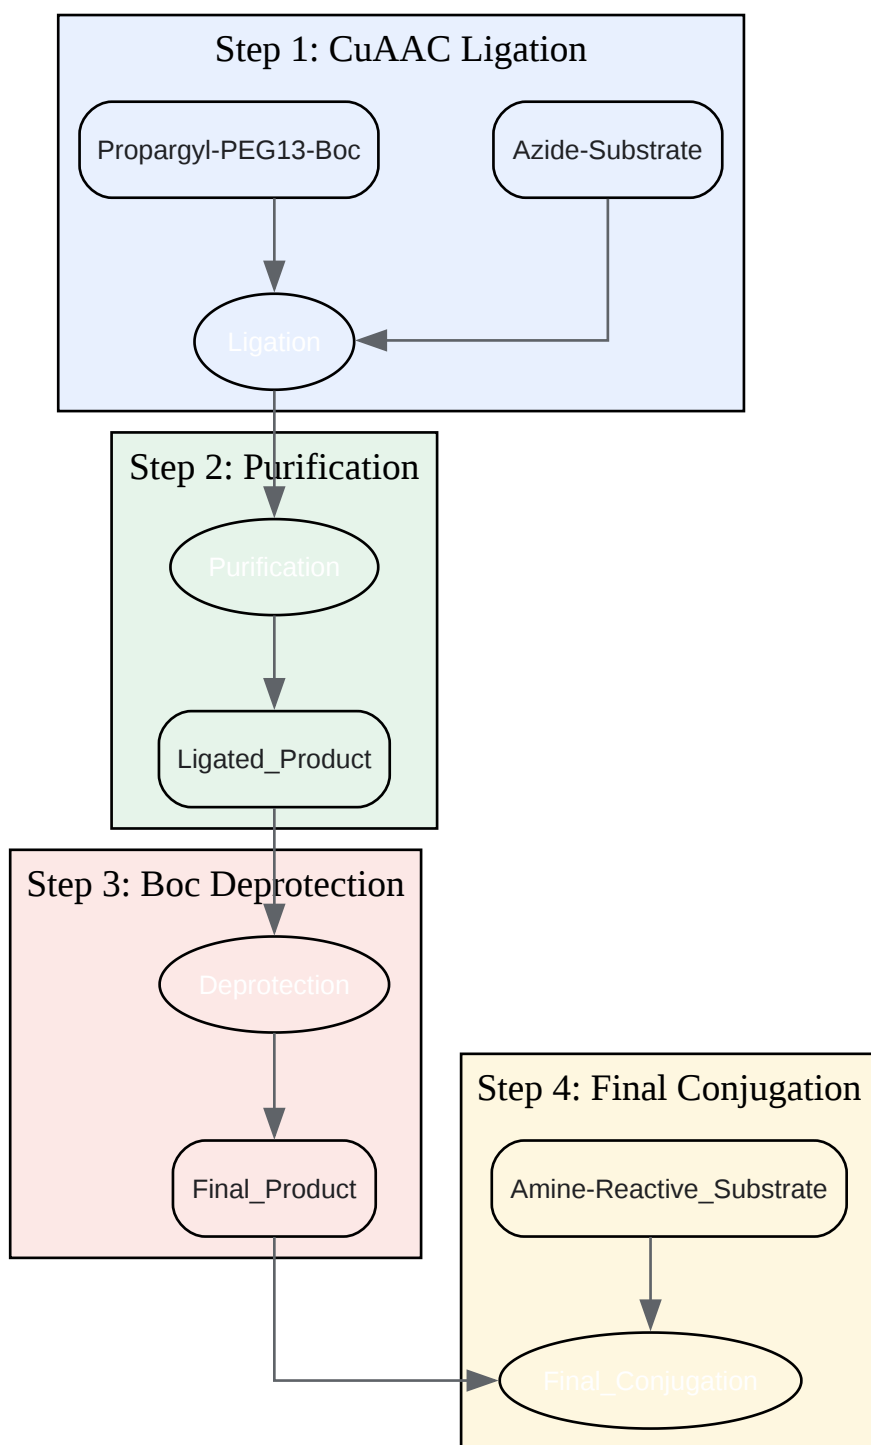 Step 1: CuAAC Ligation
Propargyl-PEG13-Boc
Azide-Substrate
Ligation
Step 2: Purification
Purification
Ligated_Product
Step 3: Boc Deprotection
Deprotection
Final_Product
Step 4: Final Conjugation
Amine-Reactive_Substrate
Final_Conjugation